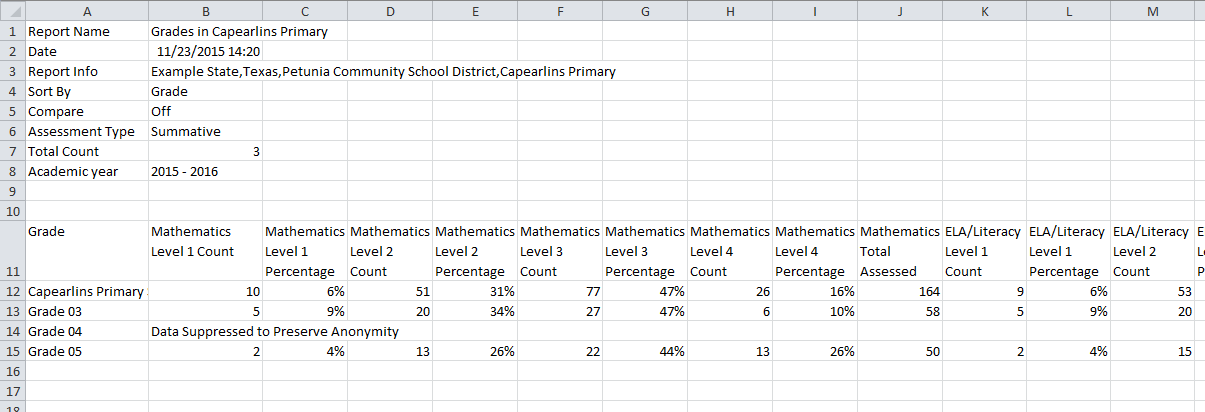 A B C D E F G H I J K L M
1 Report Name Grades in Capearlins Primary
2 Date 11/23/2015 14:20
3 Report Info Example State,Texas,Petunia Community School District,Capearlins Primary
4 Sort By Grade
5 Compare Off
6 Assessment Type Summative
7 Total Count 3
8 Academic year 2015 - 2016
9
10
Grade Mathematics Mathematics Mathematics Mathematics Mathematics Mathematics Mathematics Mathematics Mathematics ELA/Literacy ELA/Literacy ELA/Literacy E
Level 1 Count Level 1 Level 2 Level 2 Level 3 Level 3 Level 4 Level 4 Total Level 1 Level 1 Level 2 L
11 Percentage Count Percentage Count Percentage Count Percentage Assessed Count Percentage Count P
12 Capearlins Primary 10 6% 51 31% 77 47% 26 16% 164 9 6% 53
13 Grade 03 5 9% 20 34% 27 47% 6 10% 58 5 9% 20
14 Grade 04 Data Suppressed to Preserve Anonymity
15 Grade 05 2 4% 13 26% 22 44% 13 26% 50 2 4% 15
16
17
18